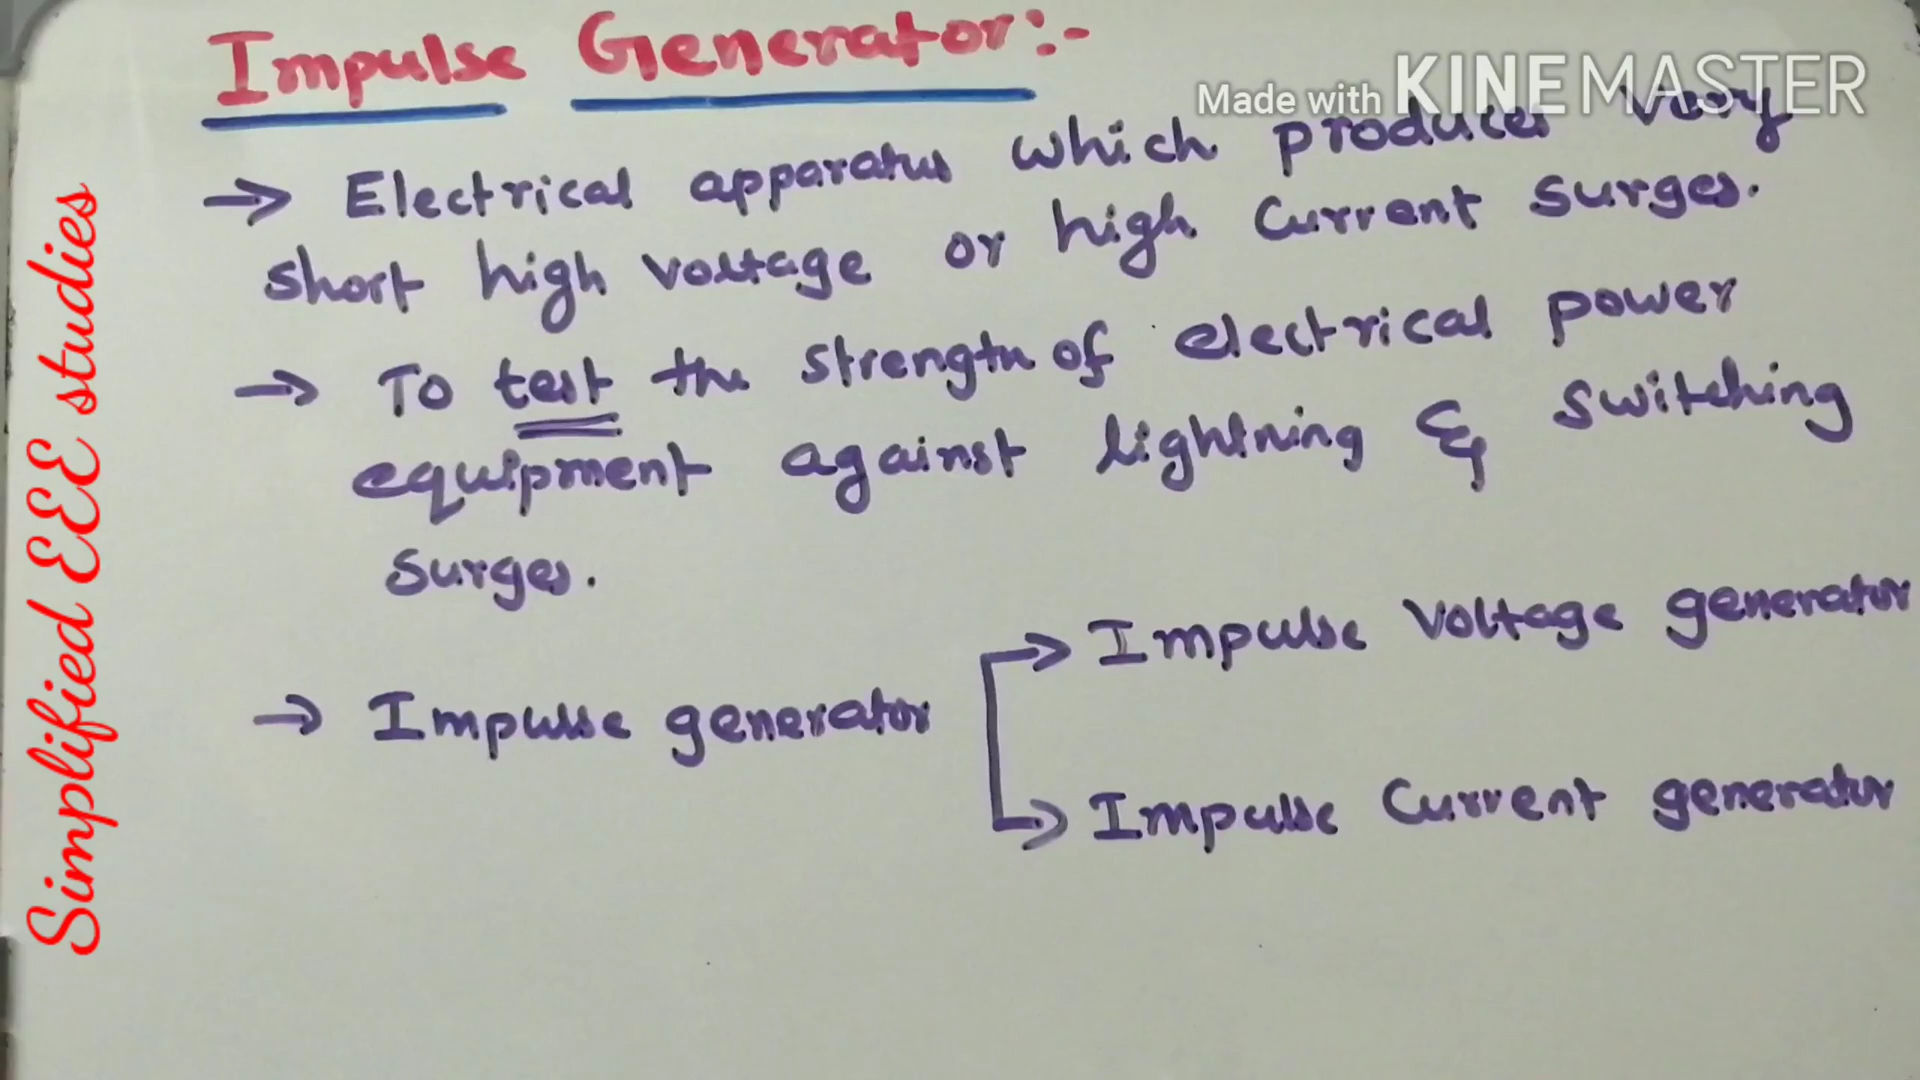 Impulse Generator:-
Made with KINEMASTER
→ Electrical apparatus which produces very
short high voltage or high current surges.
→ To test the strength of electrical power
equipment against lightning & switching
surges.
→ Impulse generator
→ Impulse voltage generator
→ Impulse current generator
Simplified EEE studies